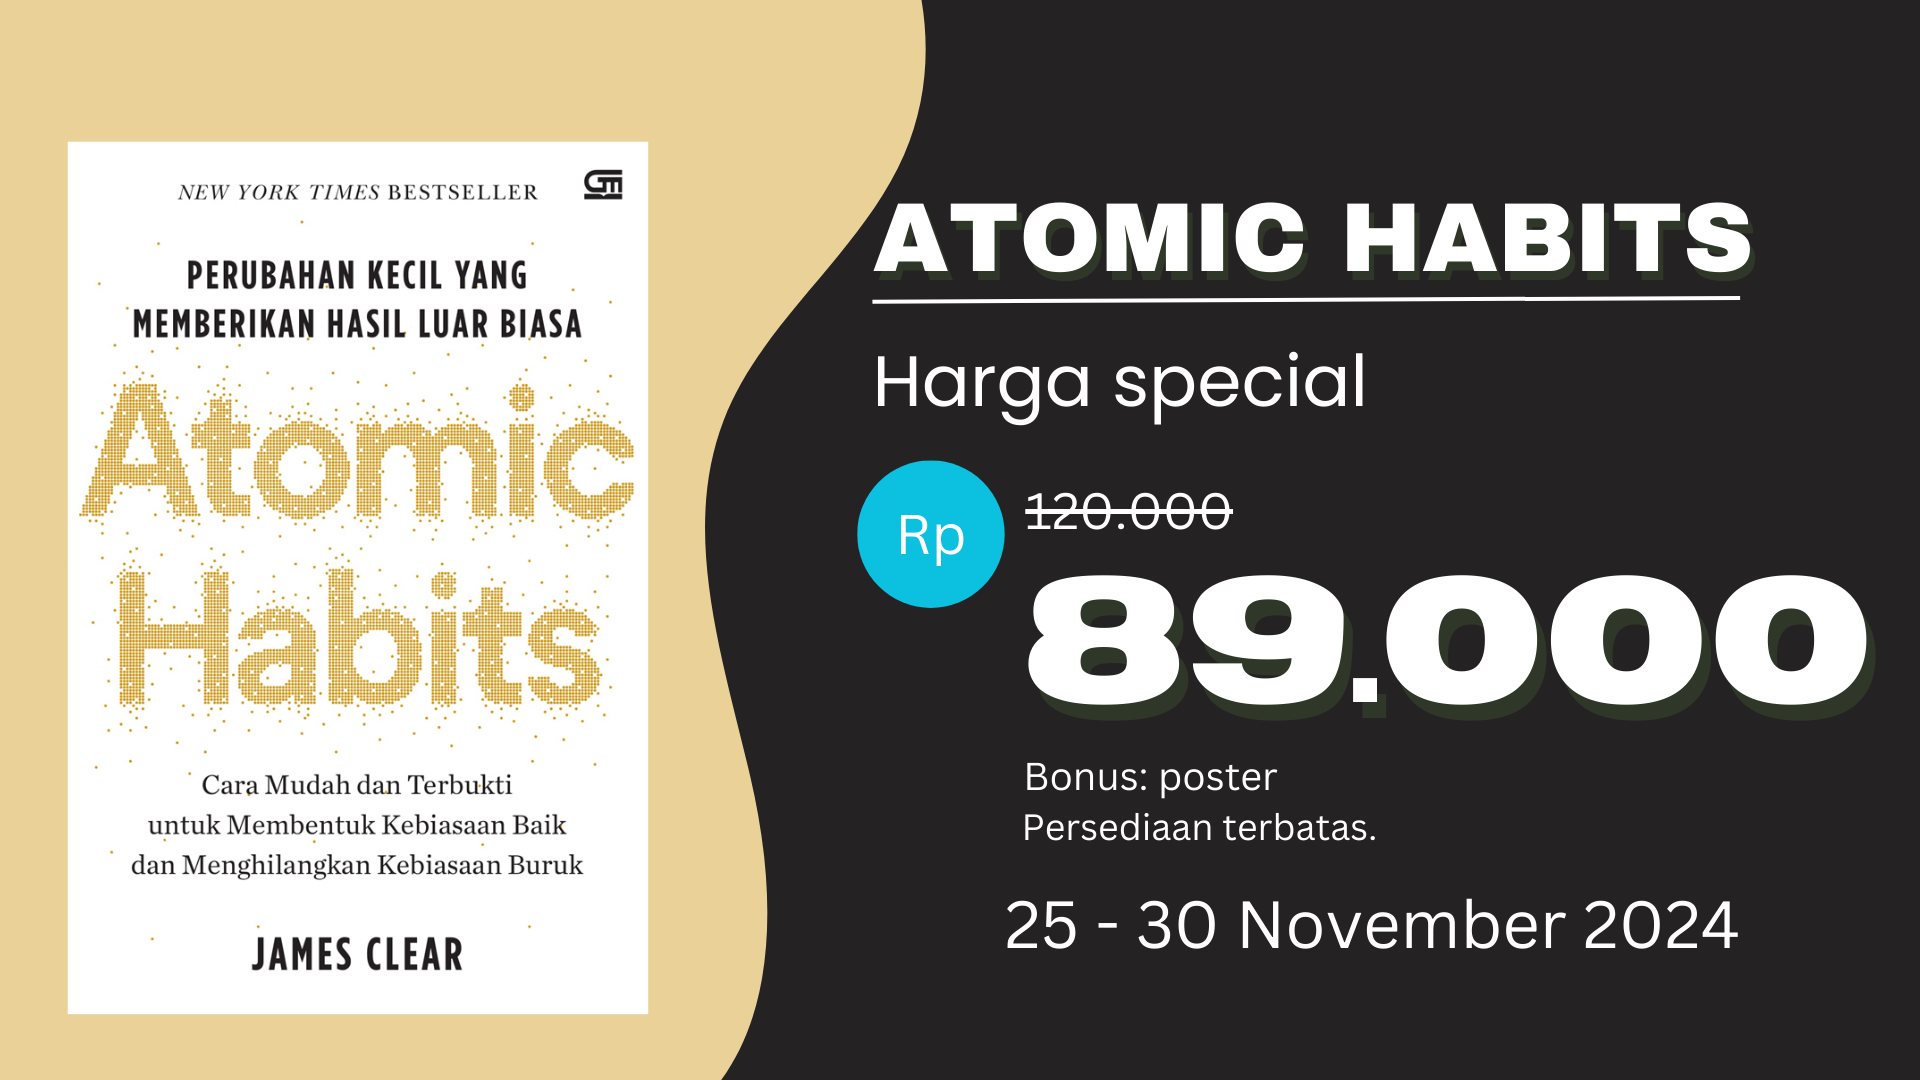 NEW YORK TIMES BESTSELLER
GM
PERUBAHAN KECIL YANG
MEMBERIKAN HASIL LUAR BIASA
Atomic
Habits
Cara Mudah dan Terbukti
untuk Membentuk Kebiasaan Baik
dan Menghilangkan Kebiasaan Buruk
JAMES CLEAR
ATOMIC HABITS
Harga special
Rp
120.000
89.000
Bonus: poster
Persediaan terbatas.
25 - 30 November 2024